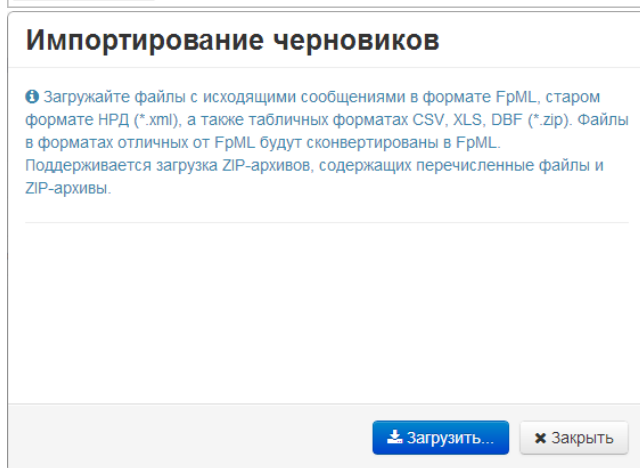 Импортирование черновиков
Загружайте файлы с исходящими сообщениями в формате FpML, старом
формате НРД (*.xml), а также табличных форматах CSV, XLS, DBF (*.zip). Файлы
в форматах отличных от FpML будут сконвертированы в FpML.
Поддерживается загрузка ZIP-архивов, содержащих перечисленные файлы и
ZIP-архивы.
Загрузить...
Закрыть